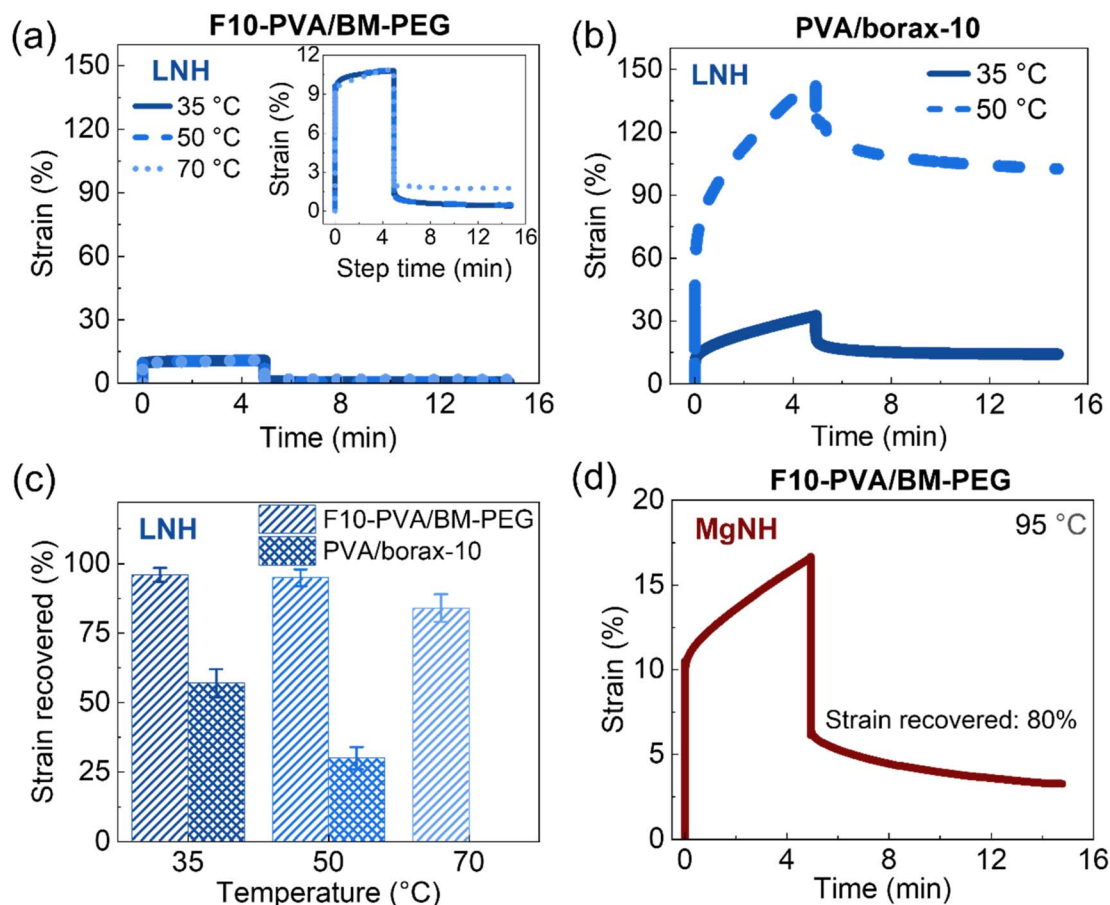 (a)
F10-PVA/BM-PEG
LNH
35 °C
50 °C
70 °C
Strain (%)
150
120
90
60
30
0
0 4 8 12 16
Time (min)
Strain (%)
12
9
6
3
0
0 4 8 12 16
Step time (min)
(b)
PVA/borax-10
LNH
35 °C
50 °C
Strain (%)
150
120
90
60
30
0
0 4 8 12 16
Time (min)
(c)
LNH
F10-PVA/BM-PEG
PVA/borax-10
Strain recovered (%)
100
75
50
25
0
35 50 70
Temperature (°C)
(d)
F10-PVA/BM-PEG
MgNH
95 °C
Strain (%)
20
15
10
5
0
Strain recovered: 80%
0 4 8 12 16
Time (min)